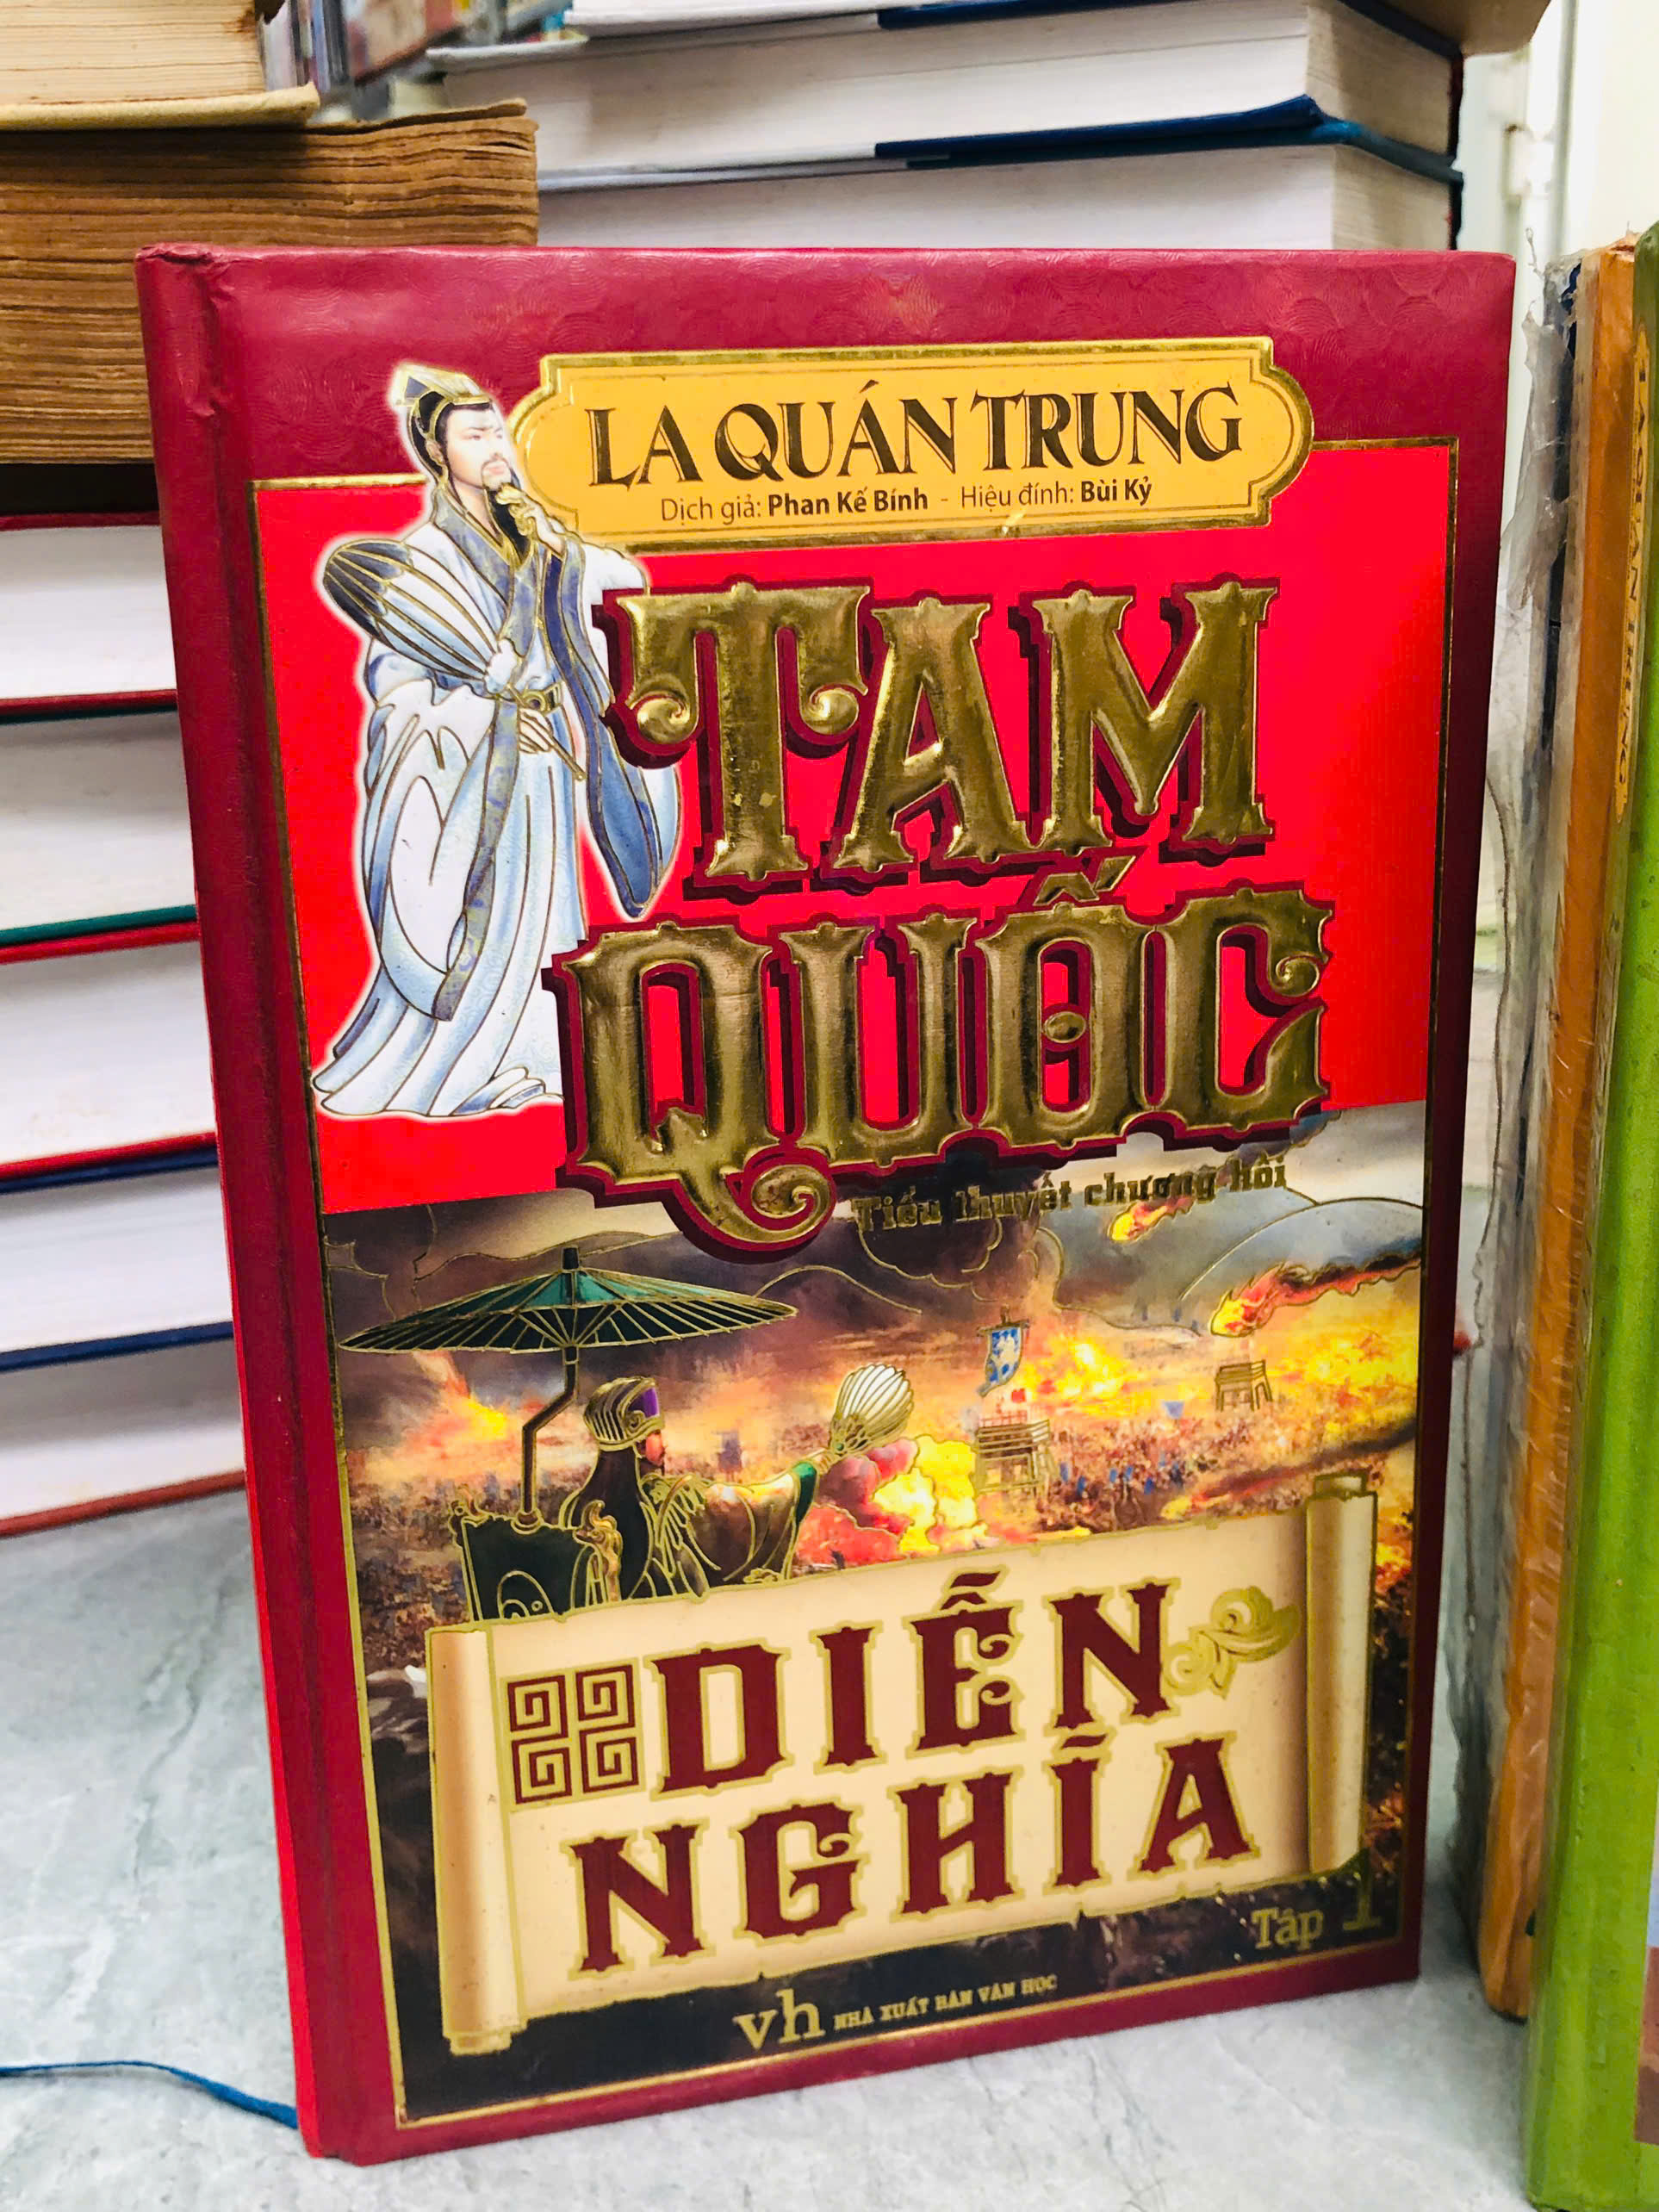 LA QUÁN TRUNG
Dịch giả: Phan Kế Bính - Hiệu đính: Bùi Kỷ
TAM
QUỐC
Tiểu thuyết chương hồi
DIỄN
NGHĨA
Tập 1
vh NHÀ XUẤT BẢN VĂN HỌC